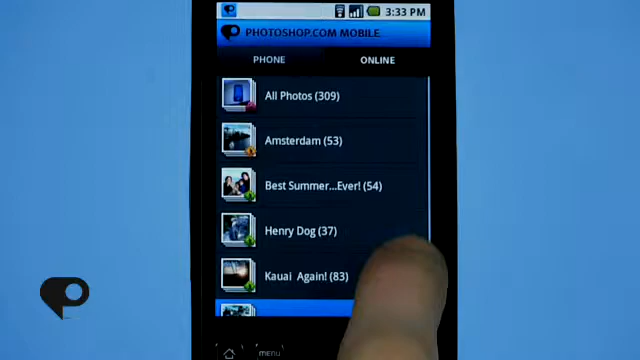 3:33 PM
PHOTOSHOP.COM MOBILE
PHONE ONLINE
All Photos (309)
Amsterdam (53)
Best Summer...Ever! (54)
Henry Dog (37)
Kauai Again! (83)
menu